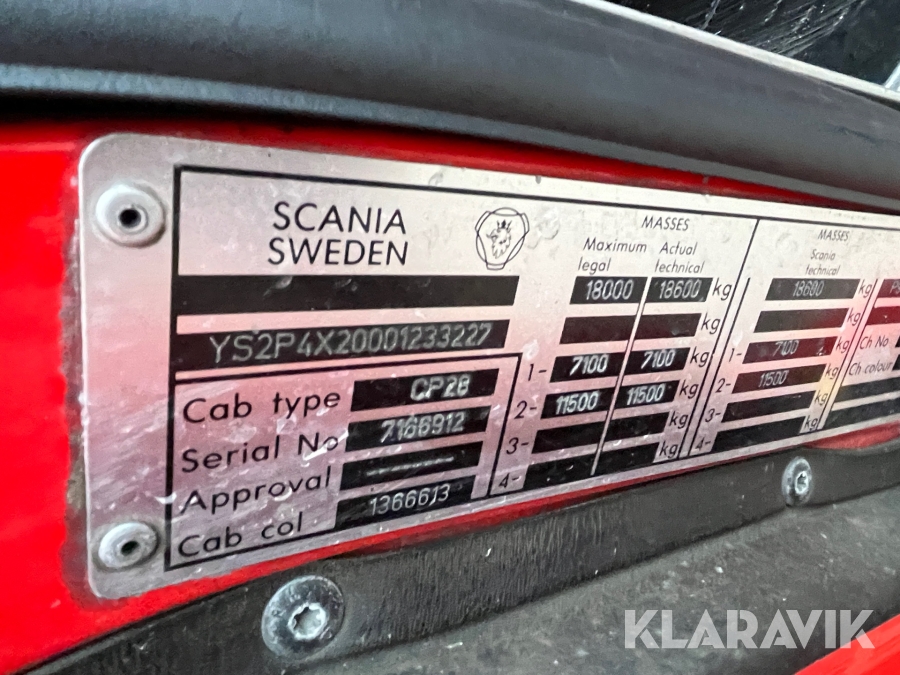 SCANIA
SWEDEN
YS2P4X20001233227
Cab type CP28
Serial No 7166912
Approval --------
Cab col 1366613
MASSES
Maximum legal
Actual technical
18000 18600 kg
kg
1- 7100 7100 kg
2- 11500 11500 kg
3- kg
4- kg
MASSES
Scania technical
18600 kg
kg
1- 7100 kg
2- 11500 kg
3- kg
4- kg
Ch No
Ch colour
KLARAVIK